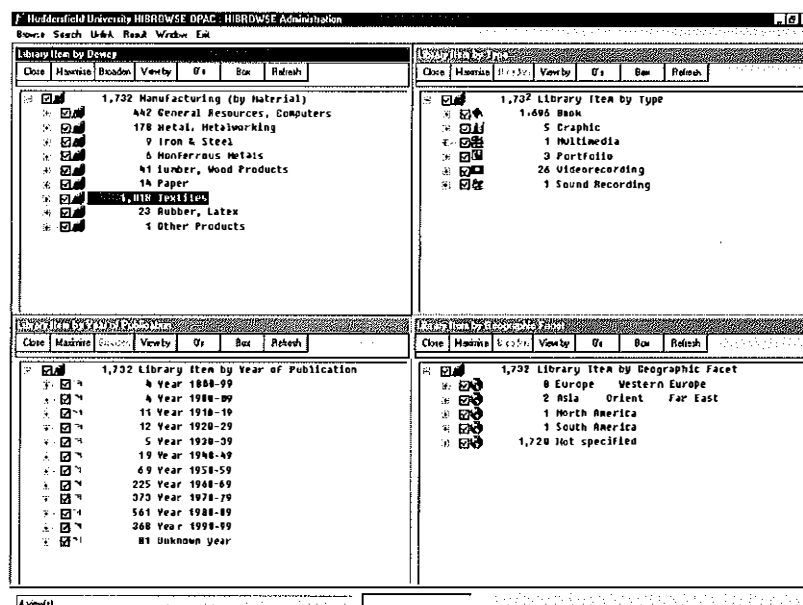 Huddersfield University HIBROWSE OPAC : HIBROWSE Administration
Browse Search Unlink Result Window Exit
Library Item by Dewey
Close Maximise Broaden View by 0's Box Refresh
1,732 Manufacturing (by Material)
442 General Resources, Computers
178 Metal, Metalworking
9 Iron & Steel
6 Nonferrous Metals
41 Lumber, Wood Products
14 Paper
1,018 Textiles
23 Rubber, Latex
1 Other Products
Library Item by Type
Close Maximise Broaden View by 0's Box Refresh
1,732 Library Item by Type
1,696 Book
5 Graphic
1 Multimedia
3 Portfolio
26 Videorecording
1 Sound Recording
Library Item by Year of Publication
Close Maximise Broaden View by 0's Box Refresh
1,732 Library Item by Year of Publication
4 Year 1800-99
4 Year 1900-09
11 Year 1910-19
12 Year 1920-29
5 Year 1930-39
19 Year 1940-49
69 Year 1950-59
225 Year 1960-69
373 Year 1970-79
561 Year 1980-89
368 Year 1990-99
81 Unknown year
Library Item by Geographic Facet
Close Maximise Broaden View by 0's Box Refresh
1,732 Library Item by Geographic Facet
8 Europe Western Europe
2 Asia Orient Far East
1 North America
1 South America
1,720 Not specified
4 view(s)